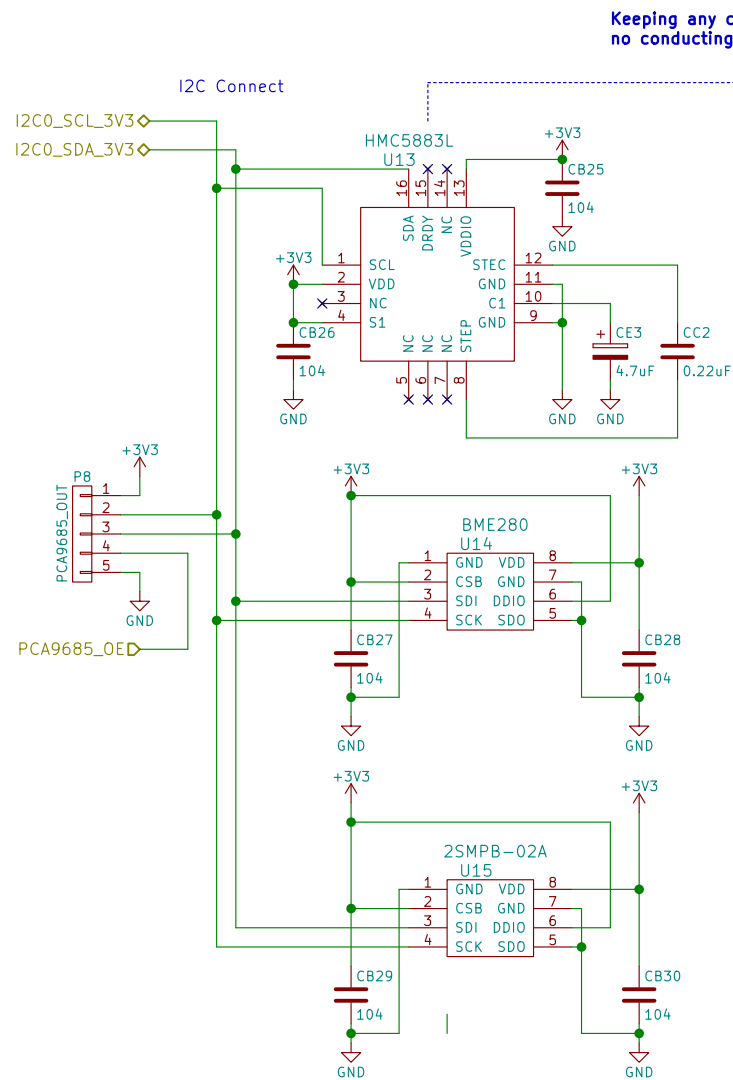 Keeping any c
no conducting
I2C Connect
I2C0_SCL_3V3
I2C0_SDA_3V3
HMC5883L
U13
+3V3
CB25
104
GND
16
15
14
13
SDA
DRDY
NC
VDDIO
+3V3
1
SCL
STEC
12
2
VDD
GND
11
3
NC
C1
10
4
S1
GND
9
CB26
104
GND
NC
NC
NC
STEP
5
6
7
8
CE3
4.7uF
+
CC2
0.22uF
GND
GND
+3V3
P8
PCA9685_OUT
1
2
3
4
5
GND
PCA9685_OE
+3V3
+3V3
BME280
U14
1
GND
VDD
8
2
CSB
GND
7
3
SDI
DDIO
6
4
SCK
SDO
5
CB27
104
CB28
104
GND
GND
+3V3
+3V3
2SMPB-02A
U15
1
GND
VDD
8
2
CSB
GND
7
3
SDI
DDIO
6
4
SCK
SDO
5
CB29
104
CB30
104
GND
GND